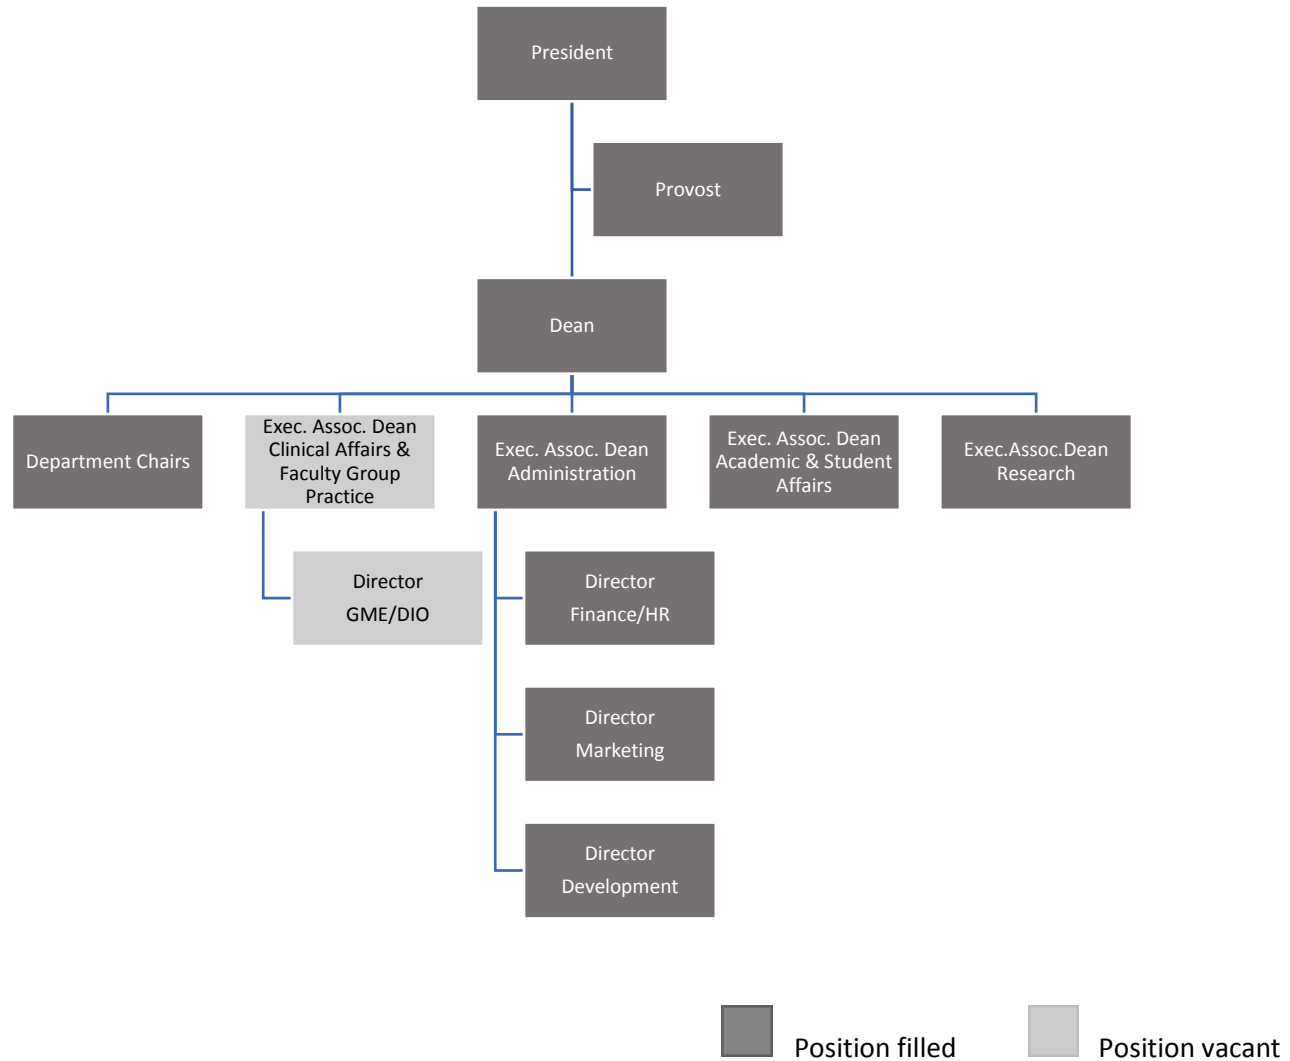 President
Provost
Dean
Department Chairs
Exec. Assoc. Dean
Clinical Affairs &
Faculty Group
Practice
Exec. Assoc. Dean
Administration
Exec. Assoc. Dean
Academic & Student
Affairs
Exec.Assoc.Dean
Research
Director
GME/DIO
Director
Finance/HR
Director
Marketing
Director
Development
Position filled
Position vacant